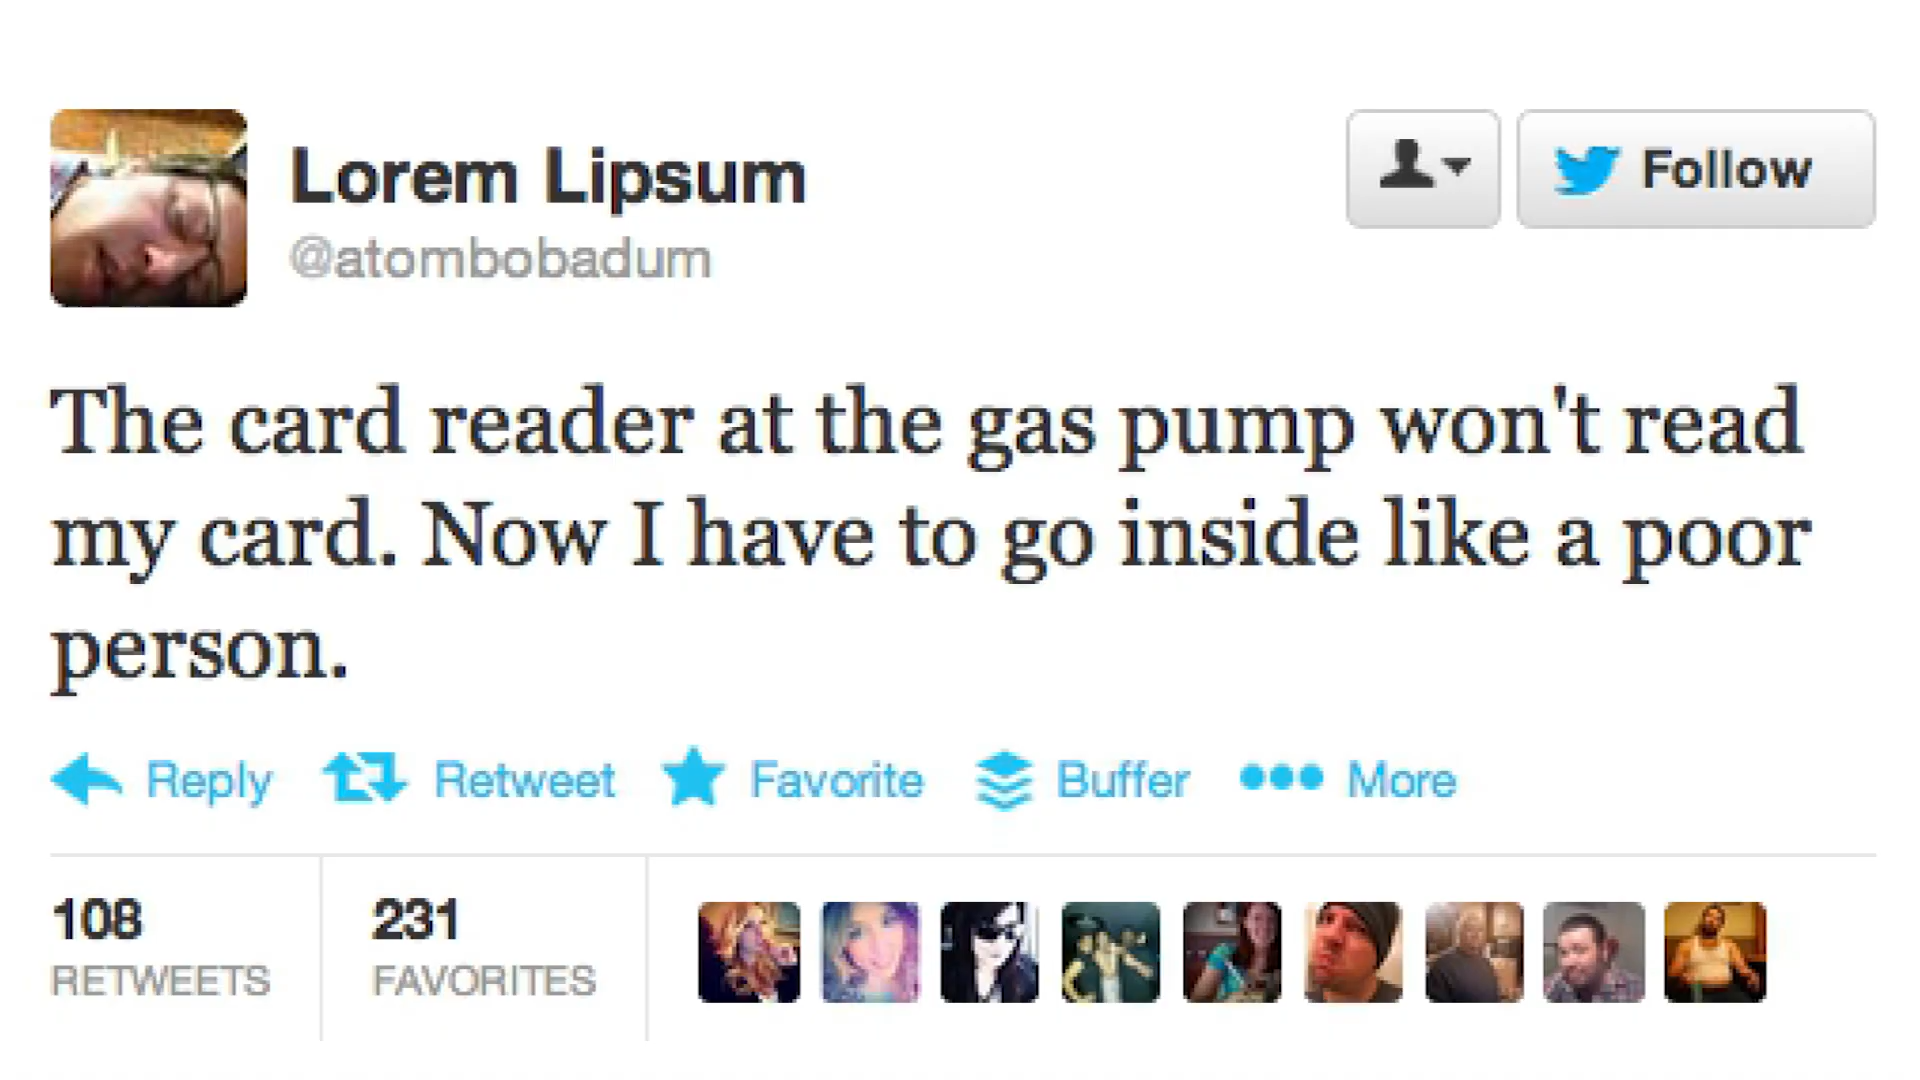 Lorem Lipsum
@atombobadum
Follow
The card reader at the gas pump won't read
my card. Now I have to go inside like a poor
person.
Reply Retweet Favorite Buffer More
108 RETWEETS
231 FAVORITES